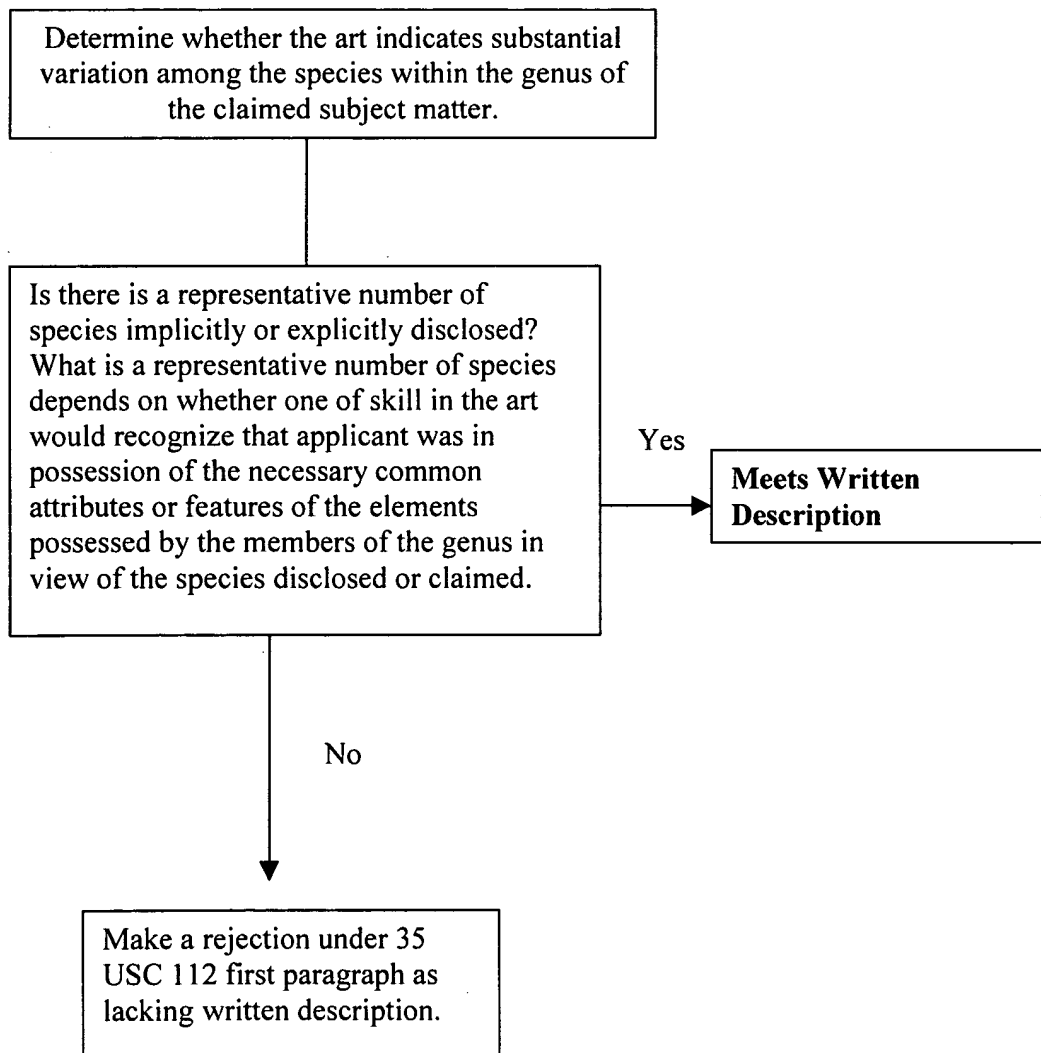 Determine whether the art indicates substantial
variation among the species within the genus of
the claimed subject matter.
Is there is a representative number of
species implicitly or explicitly disclosed?
What is a representative number of species
depends on whether one of skill in the art
would recognize that applicant was in
possession of the necessary common
attributes or features of the elements
possessed by the members of the genus in
view of the species disclosed or claimed.
Yes
Meets Written
Description
No
Make a rejection under 35
USC 112 first paragraph as
lacking written description.